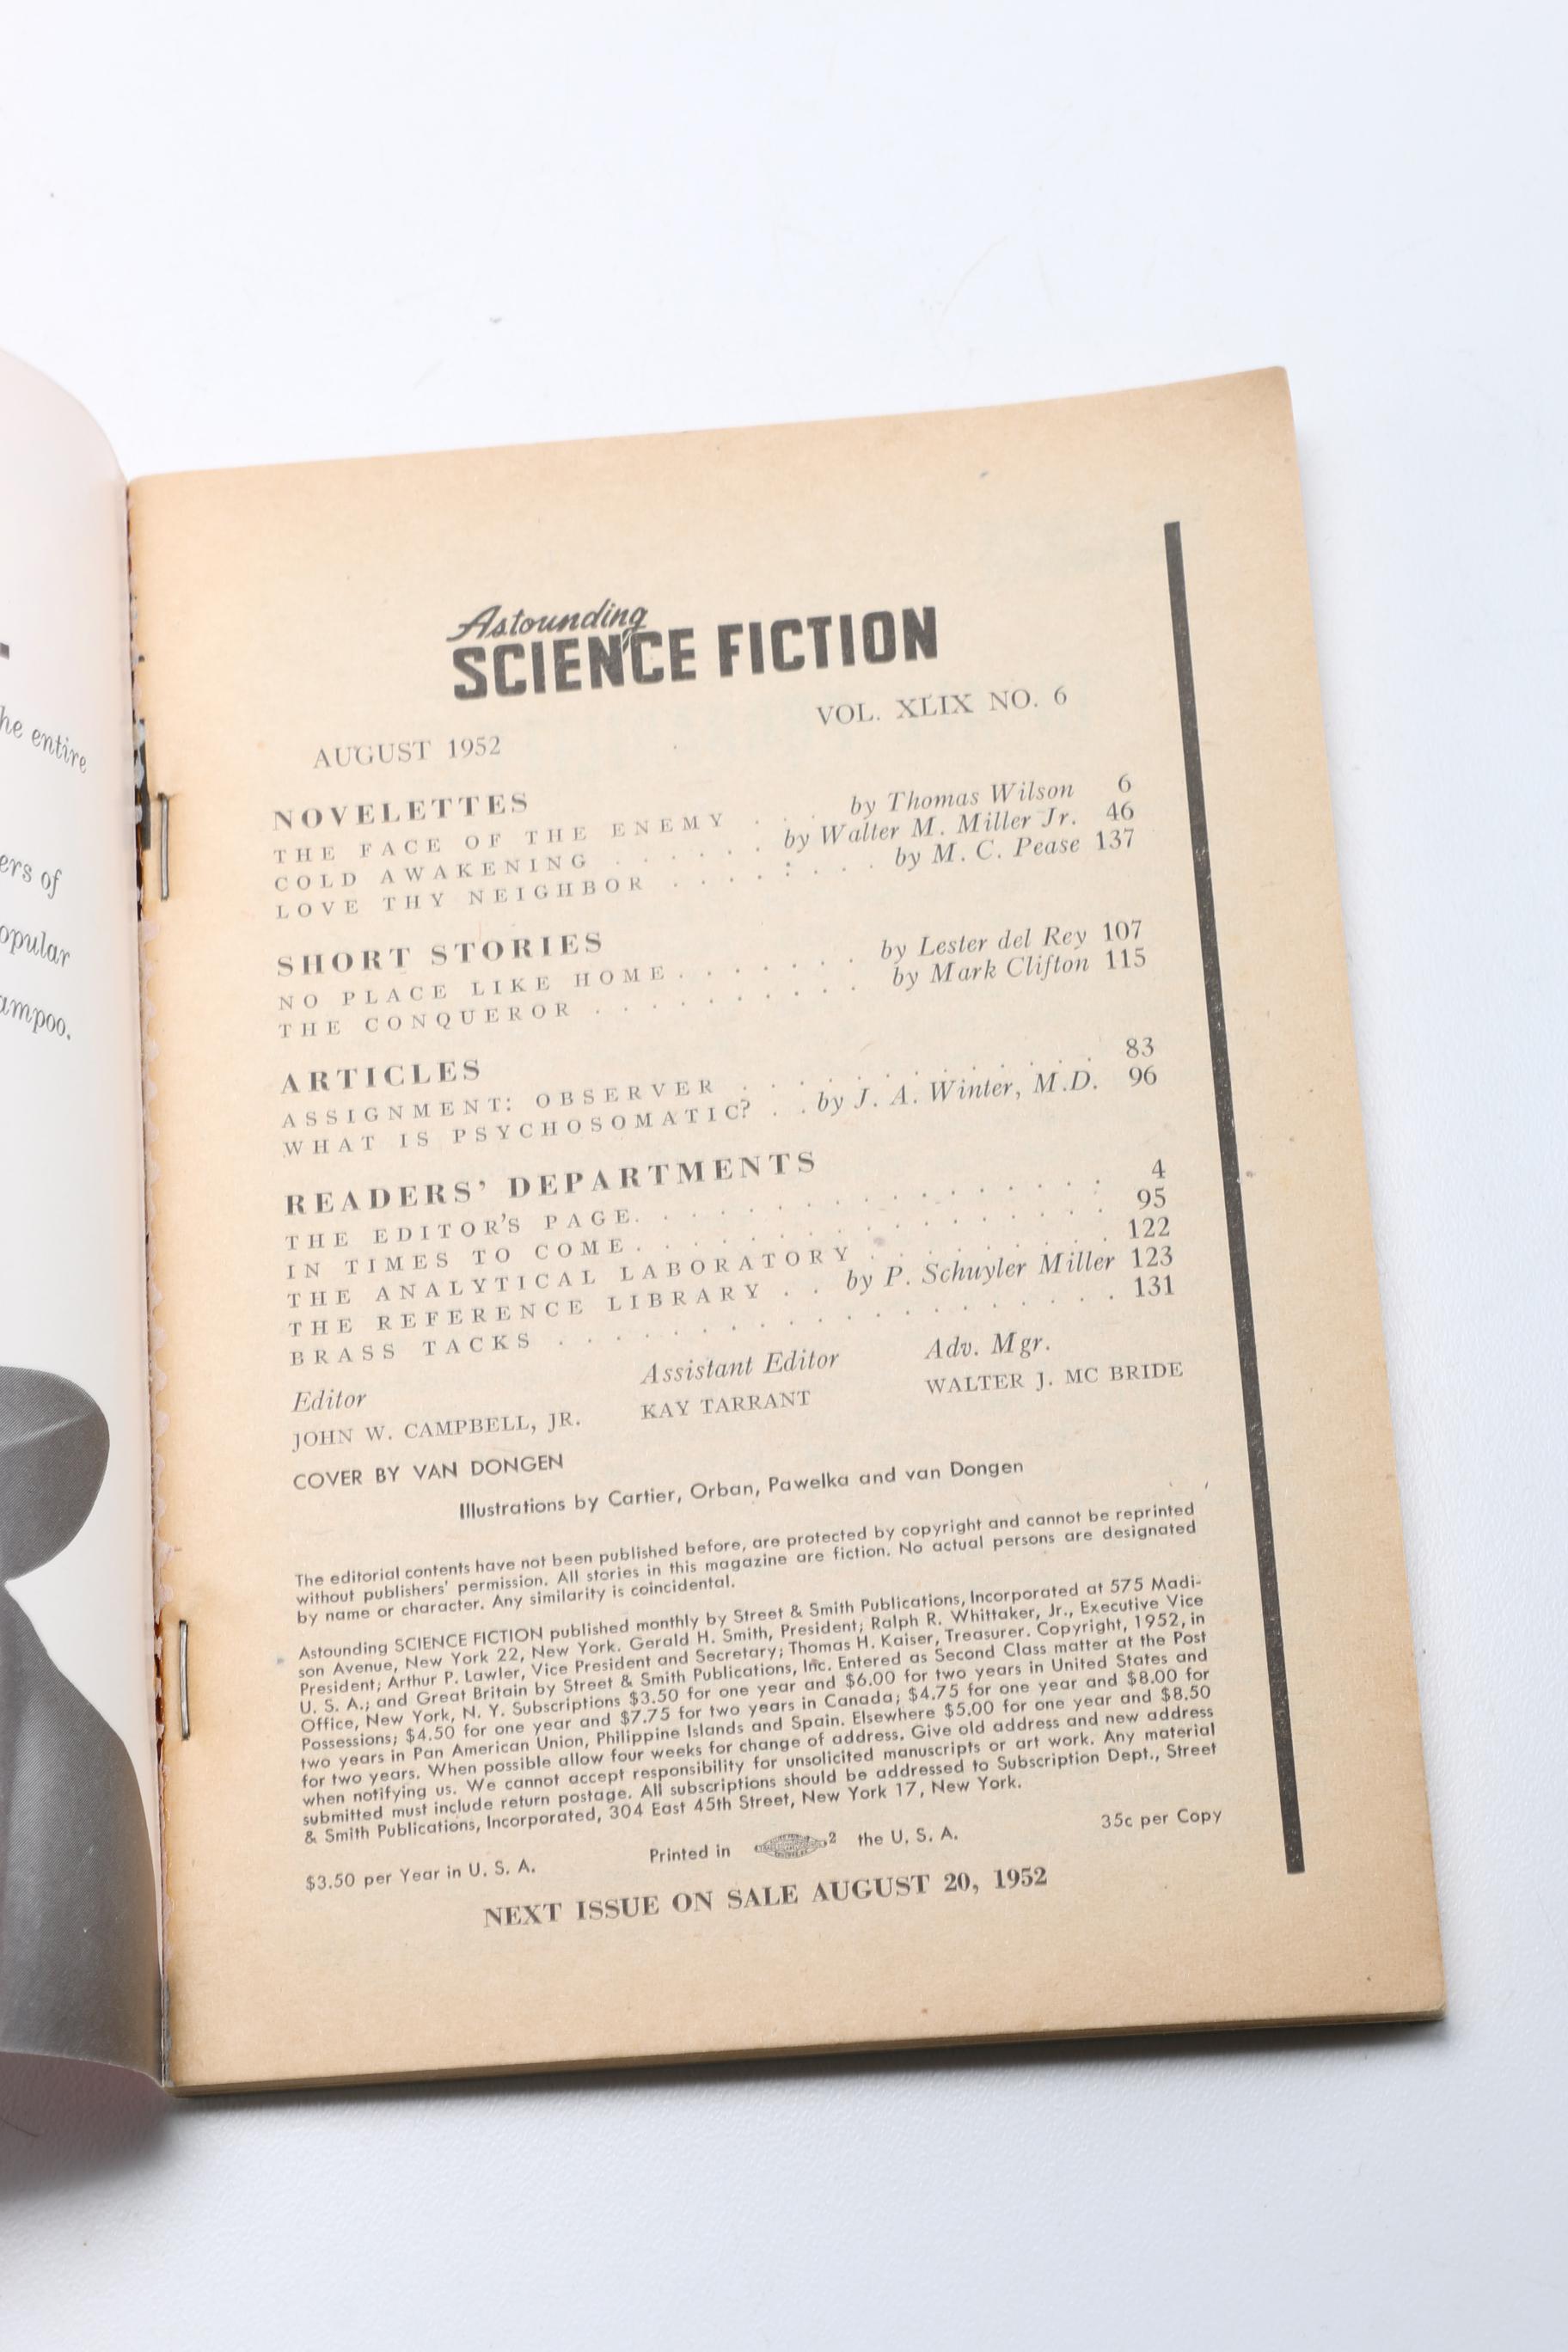 he entire
ers of
opular
ampoo.
Astounding
SCIENCE FICTION
VOL. XLIX NO. 6
AUGUST 1952
NOVELETTES
THE FACE OF THE ENEMY . . . by Thomas Wilson 6
COLD AWAKENING . . . . . . by Walter M. Miller Jr. 46
LOVE THY NEIGHBOR . . . . : . . . by M. C. Pease 137
SHORT STORIES
NO PLACE LIKE HOME . . . . . . . by Lester del Rey 107
THE CONQUEROR . . . . . . . . . . by Mark Clifton 115
ARTICLES
ASSIGNMENT: OBSERVER . . . . . . . . . . . . . 83
WHAT IS PSYCHOSOMATIC? . . by J. A. Winter, M.D. 96
READERS' DEPARTMENTS
THE EDITOR'S PAGE. . . . . . . . . . . . . . . . . 4
IN TIMES TO COME . . . . . . . . . . . . . . . . . 95
THE ANALYTICAL LABORATORY . . . . . . . . . 122
THE REFERENCE LIBRARY . . by P. Schuyler Miller 123
BRASS TACKS . . . . . . . . . . . . . . . . . . . . 131
Editor Assistant Editor Adv. Mgr.
JOHN W. CAMPBELL, JR. KAY TARRANT WALTER J. MC BRIDE
COVER BY VAN DONGEN
Illustrations by Cartier, Orban, Pawelka and van Dongen
The editorial contents have not been published before, are protected by copyright and cannot be reprinted
without publishers' permission. All stories in this magazine are fiction. No actual persons are designated
by name or character. Any similarity is coincidental.
Astounding SCIENCE FICTION published monthly by Street & Smith Publications, Incorporated at 575 Madi-
son Avenue, New York 22, New York. Gerald H. Smith, President; Ralph R. Whittaker, Jr., Executive Vice
President; Arthur P. Lawler, Vice President and Secretary; Thomas H. Kaiser, Treasurer. Copyright, 1952, in
U. S. A.; and Great Britain by Street & Smith Publications, Inc. Entered as Second Class matter at the Post
Office, New York, N. Y. Subscriptions $3.50 for one year and $6.00 for two years in United States and
Possessions; $4.50 for one year and $7.75 for two years in Canada; $4.75 for one year and $8.00 for
two years in Pan American Union, Philippine Islands and Spain. Elsewhere $5.00 for one year and $8.50
for two years. When possible allow four weeks for change of address. Give old address and new address
when notifying us. We cannot accept responsibility for unsolicited manuscripts or art work. Any material
submitted must include return postage. All subscriptions should be addressed to Subscription Dept., Street
& Smith Publications, Incorporated, 304 East 45th Street, New York 17, New York.
$3.50 per Year in U. S. A. Printed in 2 the U. S. A. 35c per Copy
NEXT ISSUE ON SALE AUGUST 20, 1952